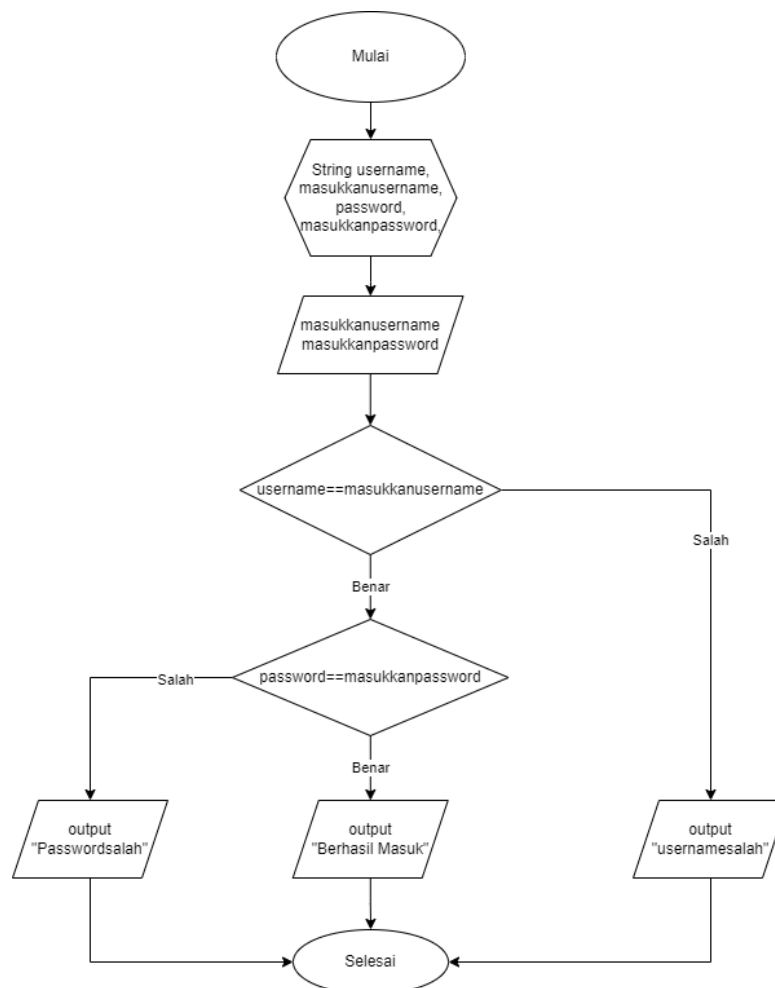 Mulai
String username,
masukkanusername,
password,
masukkanpassword,
masukkanusername
masukkanpassword
username==masukkanusername
Salah
Benar
password==masukkanpassword
Salah
Benar
output
"Passwordsalah"
output
"Berhasil Masuk"
output
"usernamesalah"
Selesai